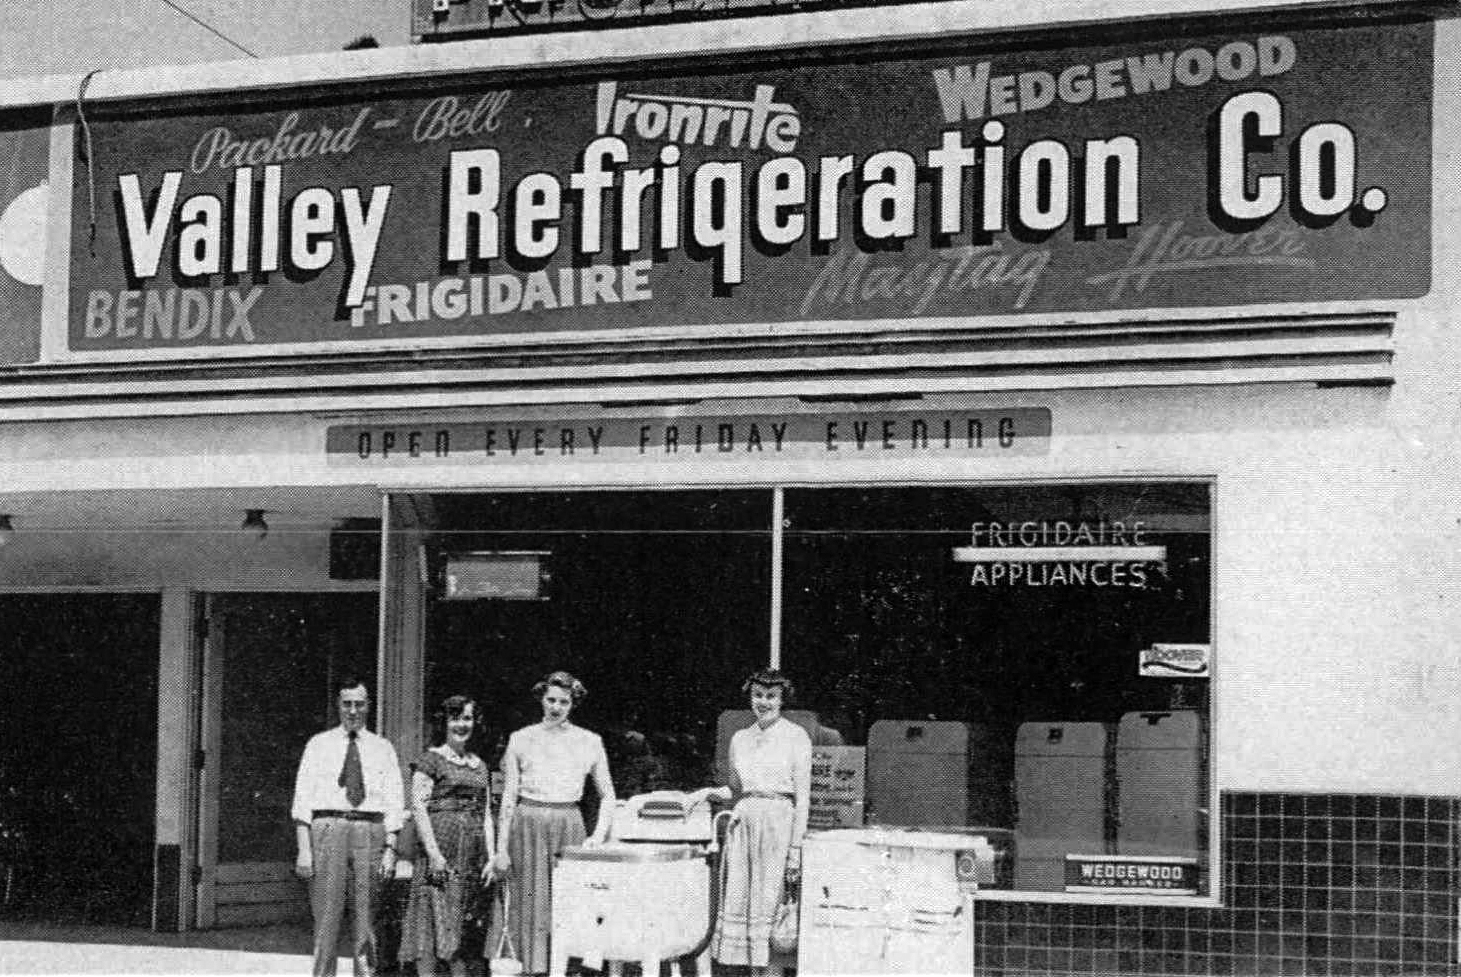 Packard - Bell
Ironrite
WEDGEWOOD
Valley Refrigeration Co.
BENDIX
FRIGIDAIRE
Maytag
Hoover
OPEN EVERY FRIDAY EVENING
FRIGIDAIRE
APPLIANCES
HOOVER
WEDGEWOOD